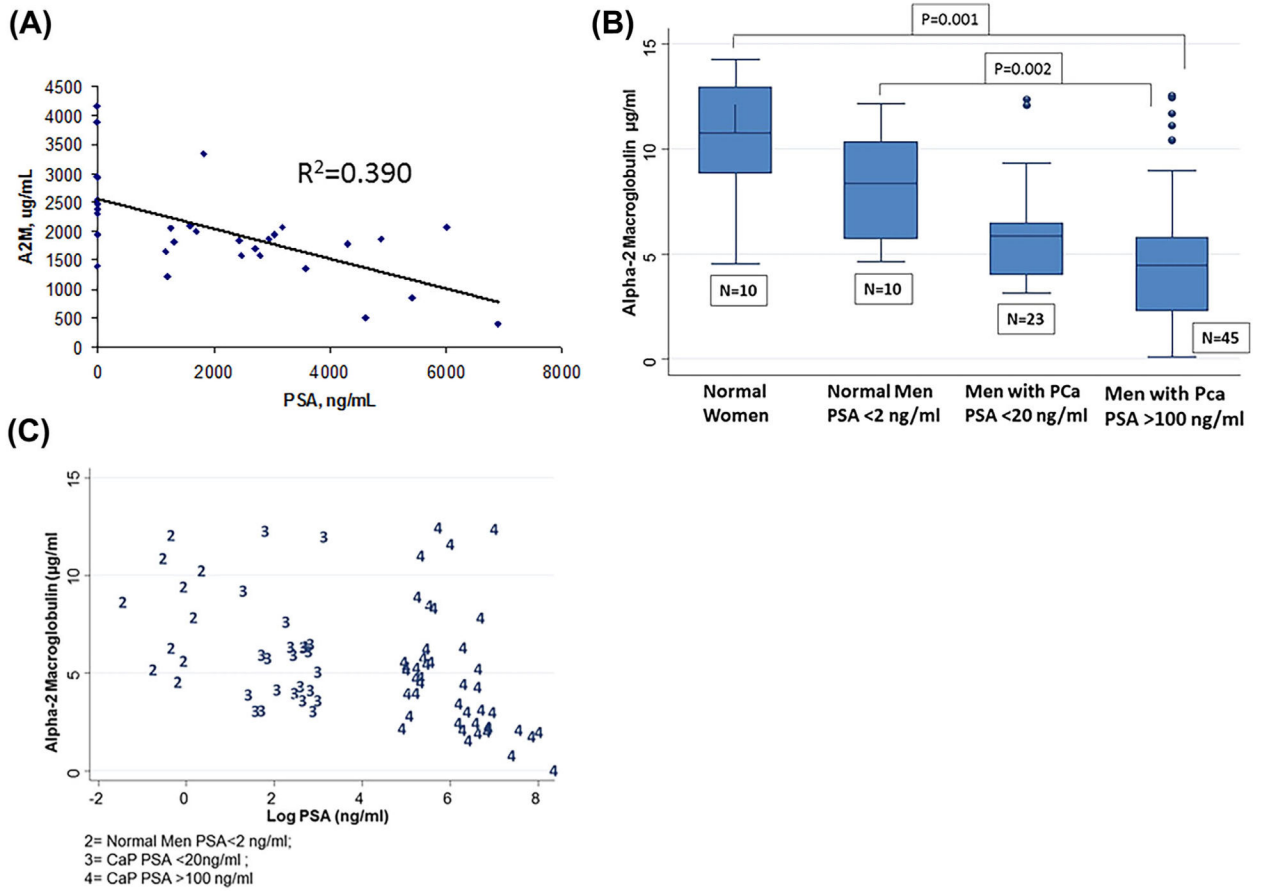 (A)
4500
4000
3500
3000
2500
2000
1500
1000
500
0
A2M, ug/mL
R²=0.390
0 2000 4000 6000 8000
PSA, ng/mL
(B)
P=0.001
P=0.002
15
10
5
0
Alpha-2 Macroglobulin µg/ml
N=10
N=10
N=23
N=45
Normal Women
Normal Men PSA <2 ng/ml
Men with PCa PSA <20 ng/ml
Men with Pca PSA >100 ng/ml
(C)
15
10
5
0
Alpha-2 Macroglobulin (µg/ml
-2 0 2 4 6 8
Log PSA (ng/ml)
2= Normal Men PSA<2 ng/ml;
3= CaP PSA <20ng/ml ;
4= CaP PSA >100 ng/ml